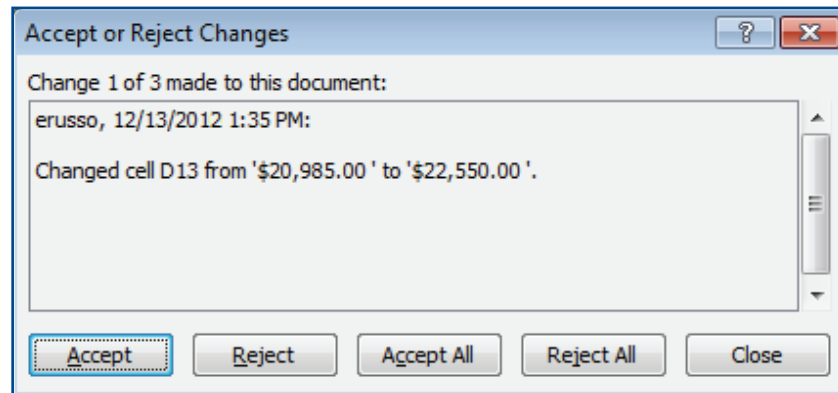 Accept or Reject Changes
?
Change 1 of 3 made to this document:
erusso, 12/13/2012 1:35 PM:
Changed cell D13 from '$20,985.00 ' to '$22,550.00 '.
Accept Reject Accept All Reject All Close